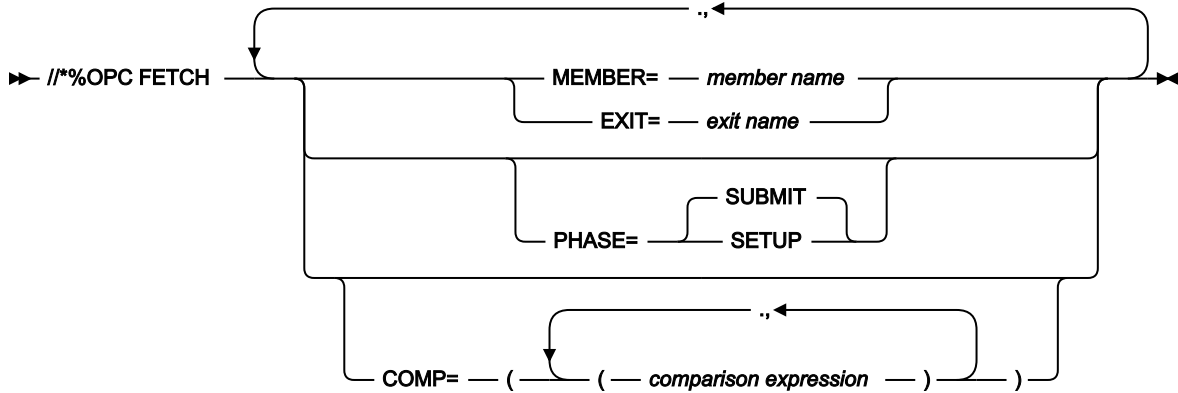 .,
//*%OPC FETCH MEMBER= member name
EXIT= exit name
SUBMIT
PHASE= SETUP
.,
COMP= ( ( comparison expression ) )